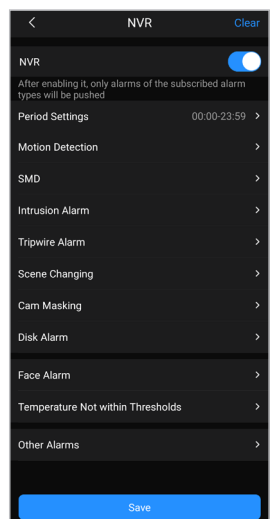 NVR Clear
NVR
After enabling it, only alarms of the subscribed alarm
types will be pushed
Period Settings 00:00-23:59
Motion Detection
SMD
Intrusion Alarm
Tripwire Alarm
Scene Changing
Cam Masking
Disk Alarm
Face Alarm
Temperature Not within Thresholds
Other Alarms
Save